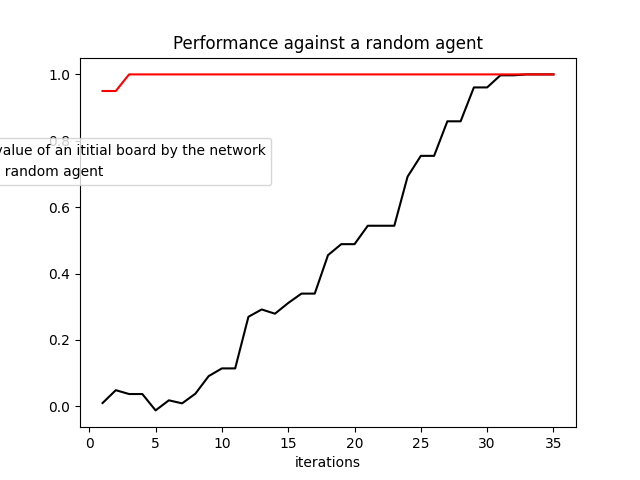 Performance against a random agent
1.0
0.8
value of an ititial board by the network
random agent
0.6
0.4
0.2
0.0
0 5 10 15 20 25 30 35
iterations